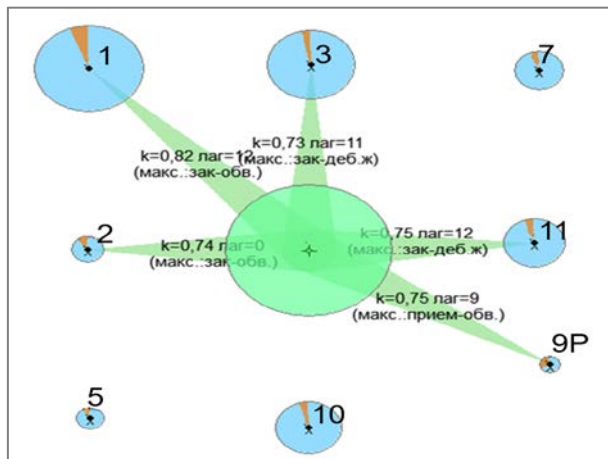 1
3
7
k=0,73 лаг=11
k=0,82 лаг=12
(макс.:зак-деб.ж)
(макс.:зак-обв.)
2
11
k=0,74 лаг=0
(макс.:зак-обв.)
k=0,75 лаг=12
(макс.:зак-деб.ж)
k=0,75 лаг=9
(макс.:прием-обв.)
9Р
5
10